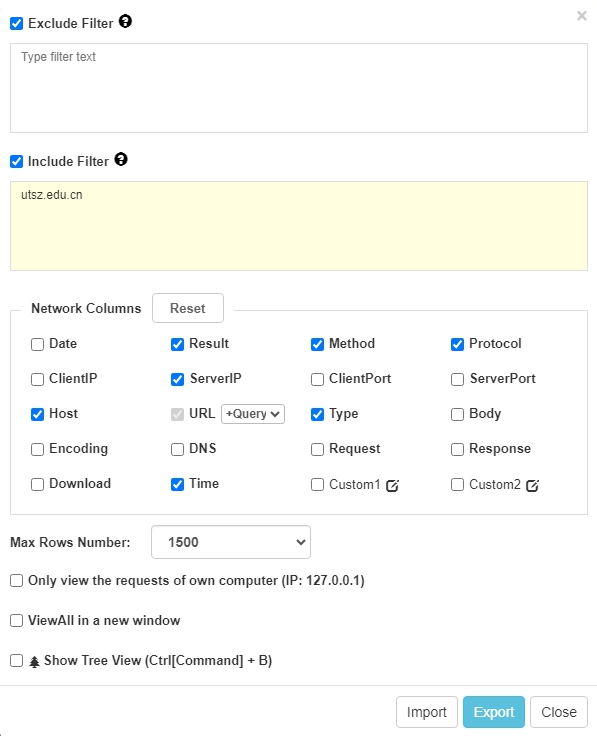 ×
Exclude Filter ?
Type filter text
Include Filter ?
utsz.edu.cn
Network Columns Reset
Date Result Method Protocol
ClientIP ServerIP ClientPort ServerPort
Host URL +Query Type Body
Encoding DNS Request Response
Download Time Custom1 Custom2
Max Rows Number: 1500
Only view the requests of own computer (IP: 127.0.0.1)
ViewAll in a new window
Show Tree View (Ctrl[Command] + B)
Import Export Close